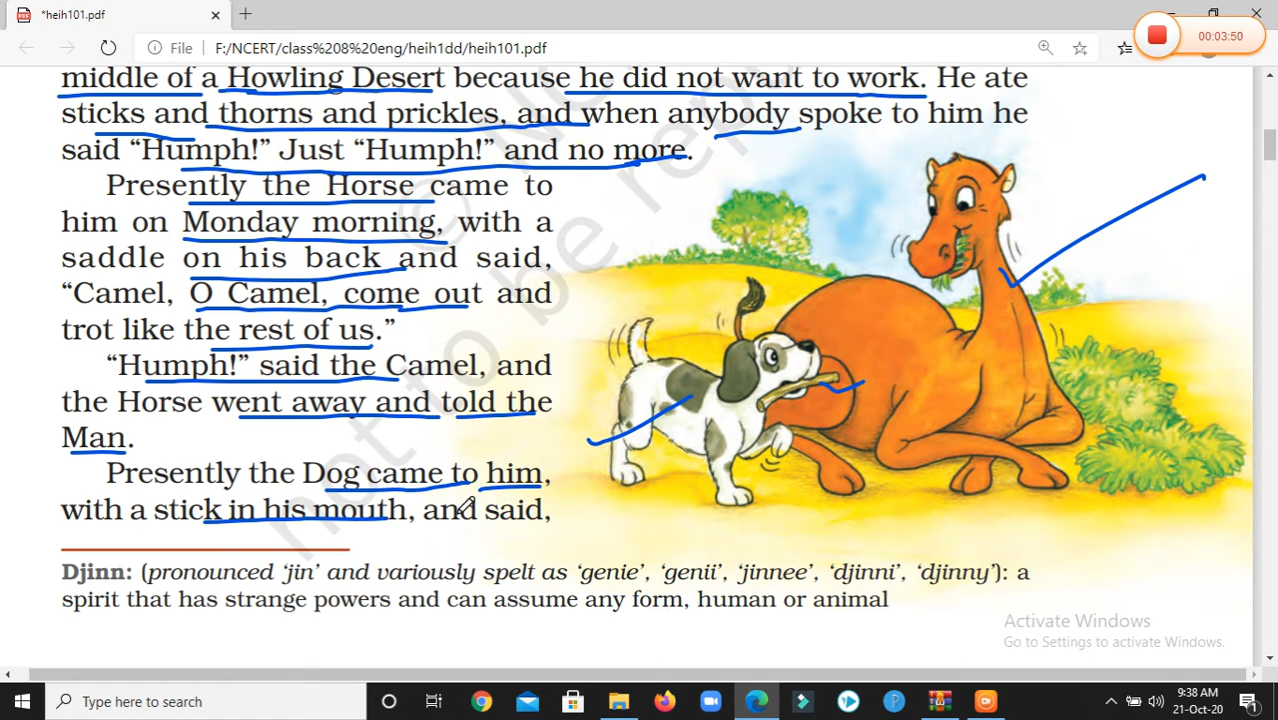 *heih101.pdf
00:03:50
File F:/NCERT/class%208%20eng/heih1dd/heih101.pdf
middle of a Howling Desert because he did not want to work. He ate
sticks and thorns and prickles, and when anybody spoke to him he
said “Humph!” Just “Humph!” and no more.
Presently the Horse came to
him on Monday morning, with a
saddle on his back and said,
“Camel, O Camel, come out and
trot like the rest of us.”
“Humph!” said the Camel, and
the Horse went away and told the
Man.
Presently the Dog came to him,
with a stick in his mouth, and said,
Djinn: (pronounced ‘jin’ and variously spelt as ‘genie’, ‘genii’, ‘jinnee’, ‘djinni’, ‘djinny’): a
spirit that has strange powers and can assume any form, human or animal
not to be rep
© N
Activate Windows
Go to Settings to activate Windows.
Type here to search
9:38 AM
21-Oct-20